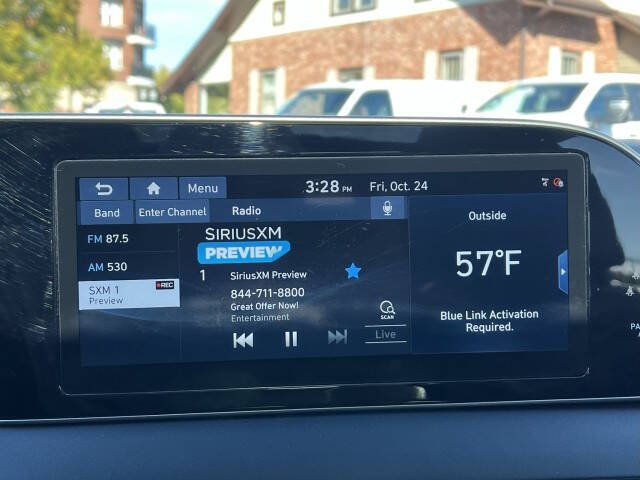 Menu
3:28 PM
Fri, Oct. 24
Band
Enter Channel
Radio
FM 87.5
AM 530
SXM 1
REC
Preview
SIRIUSXM
PREVIEW
1
SiriusXM Preview
844-711-8800
Great Offer Now!
Entertainment
SCAN
Live
Outside
57°F
Blue Link Activation
Required.
PA